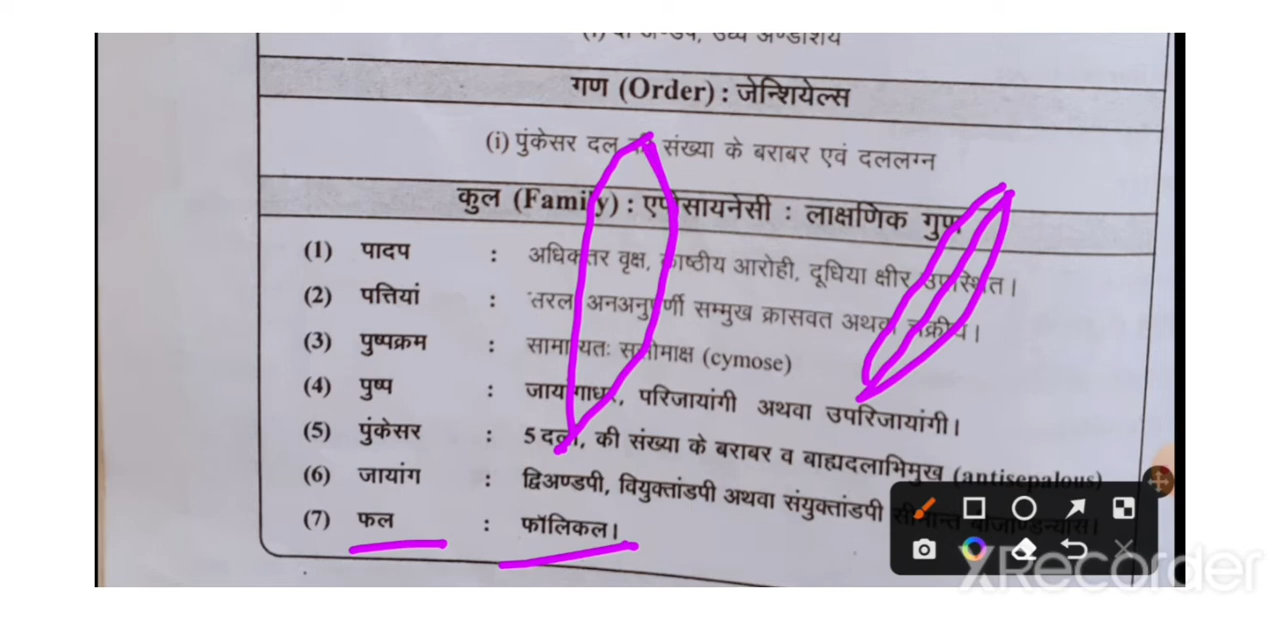 गण (Order) : जेन्शियेल्स
(i) पुंकेसर दल की संख्या के बराबर एवं दललग्न
कुल (Family) : एपोसायनेसी : लाक्षणिक गुण
(1) पादप : अधिकतर वृक्ष, काष्ठीय आरोही, दूधिया क्षीर उपस्थित।
(2) पत्तियां : सरल, अनअनुपर्णी सम्मुख क्रासवत अथवा चक्रीय।
(3) पुष्पक्रम : सामान्यतः ससीमाक्ष (cymose)
(4) पुष्प : जायांगाधर, परिजायांगी अथवा उपरिजायांगी।
(5) पुंकेसर : 5 दलों, की संख्या के बराबर व बाह्यदलाभिमुख (antisepalous)
(6) जायांग : द्विअण्डपी, वियुक्तांडपी अथवा संयुक्तांडपी सीमान्त बीजाण्डन्यास।
(7) फल : फॉलिकल।
XRecorder